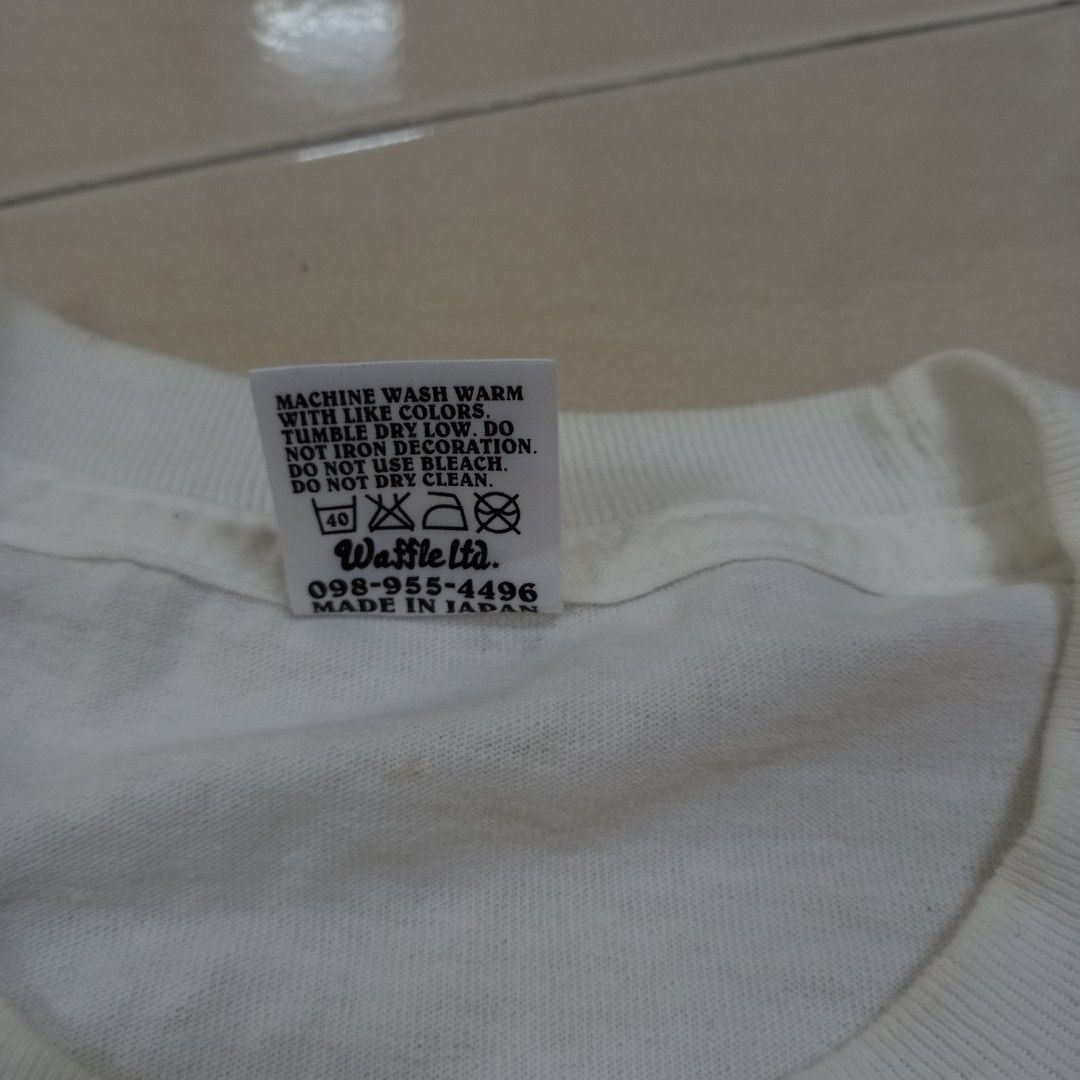 MACHINE WASH WARM
WITH LIKE COLORS.
TUMBLE DRY LOW. DO
NOT IRON DECORATION.
DO NOT USE BLEACH.
DO NOT DRY CLEAN.
40
Waffle Ltd.
098-955-4496
MADE IN JAPAN